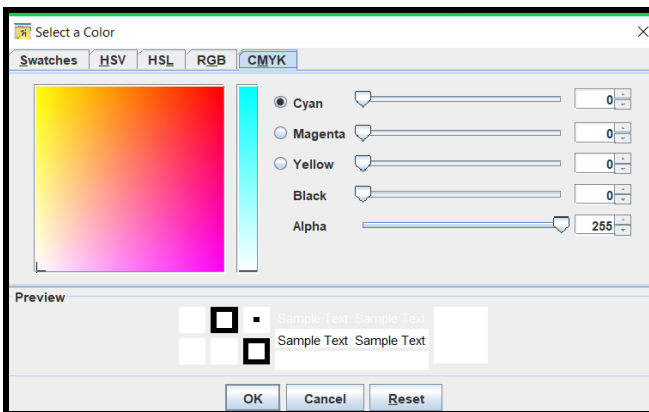 Select a Color
Swatches HSV HSL RGB CMYK
Cyan 0
Magenta 0
Yellow 0
Black 0
Alpha 255
Preview
Sample Text Sample Text
Sample Text Sample Text
OK Cancel Reset